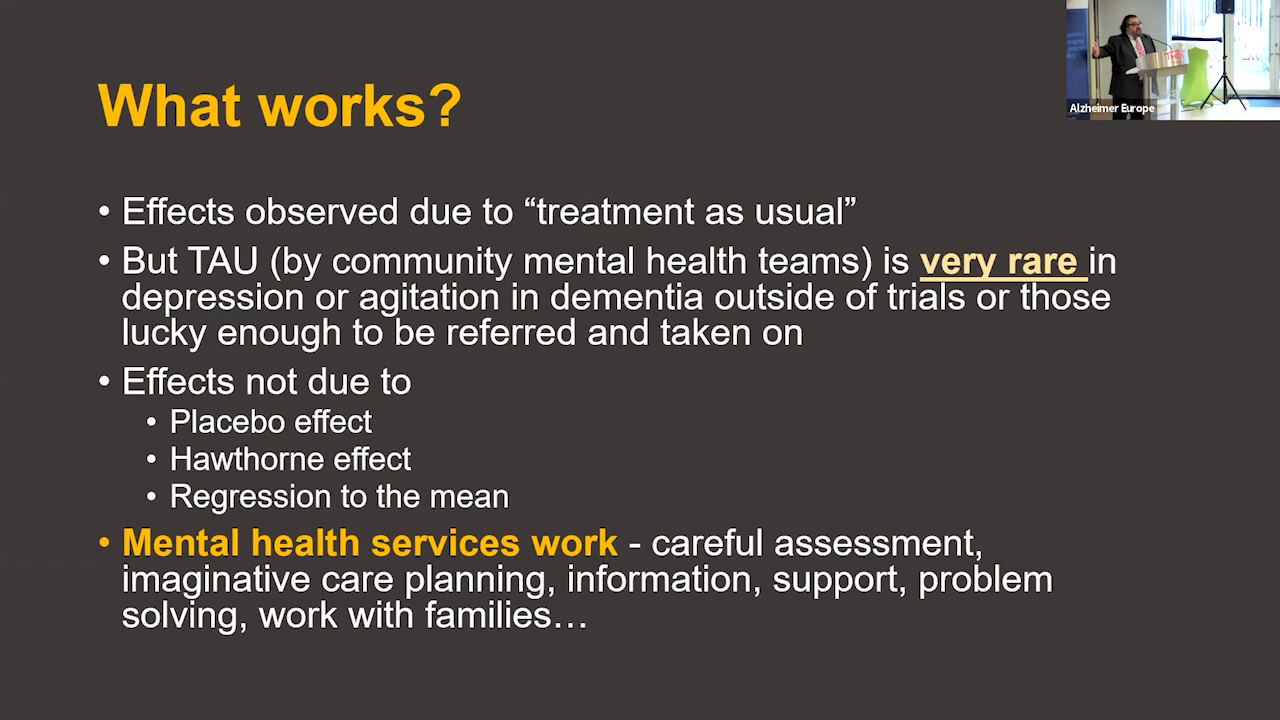 What works?
Alzheimer Europe
• Effects observed due to “treatment as usual”
• But TAU (by community mental health teams) is very rare in
depression or agitation in dementia outside of trials or those
lucky enough to be referred and taken on
• Effects not due to
• Placebo effect
• Hawthorne effect
• Regression to the mean
• Mental health services work - careful assessment,
imaginative care planning, information, support, problem
solving, work with families…